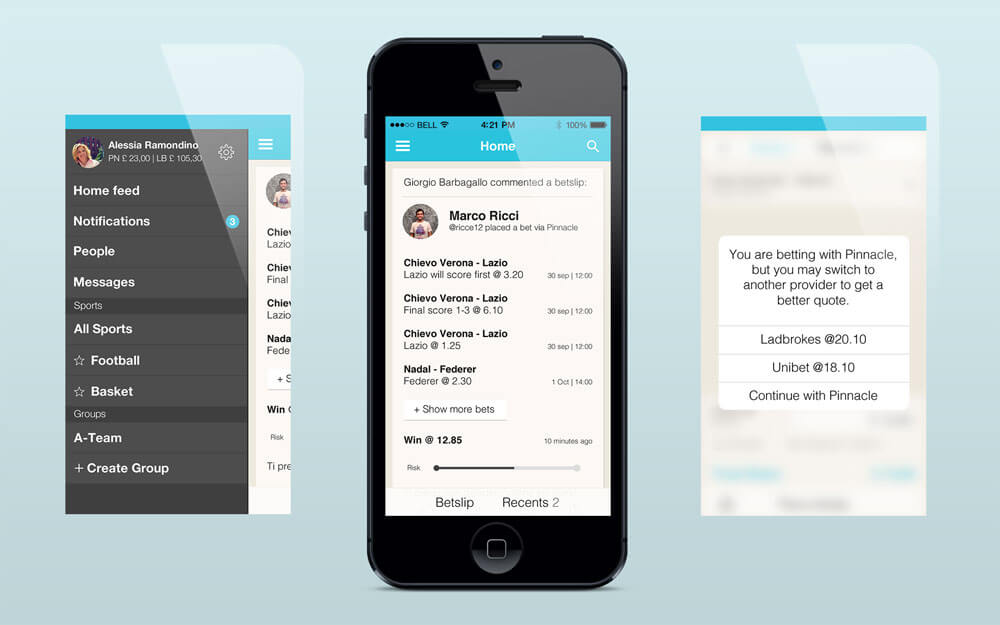 Alessia Ramondino
PN £ 23,00 | LB £ 105,30
Home feed
Notifications 3
People
Messages
Sports
All Sports
Football
Basket
Groups
A-Team
+ Create Group
Lazio
Final
Lazio
Nada
Fede
Win
Risk
Ti pre
BELL 4:21 PM 100%
Home
Giorgio Barbagallo commented a betslip:
Marco Ricci
@ricce12 placed a bet via Pinnacle
Chievo Verona - Lazio
Lazio will score first @ 3.20 30 sep | 12:00
Chievo Verona - Lazio
Final score 1-3 @ 6.10 30 sep | 12:00
Chievo Verona - Lazio
Lazio @ 1.25 30 sep | 12:00
Nadal - Federer
Federer @ 2.30 1 Oct | 14:00
+ Show more bets
Win @ 12.85 10 minutes ago
Risk
Betslip Recents 2
You are betting with Pinnacle,
but you may switch to
another provider to get a
better quote.
Ladbrokes @20.10
Unibet @18.10
Continue with Pinnacle